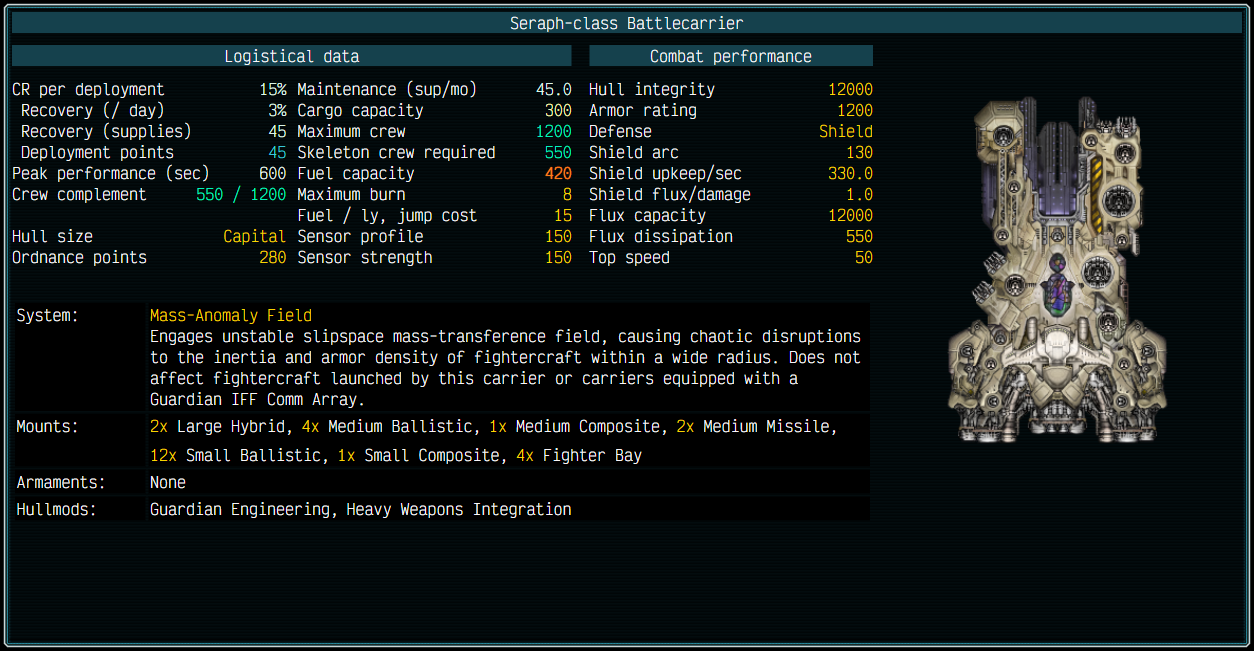 Seraph-class Battlecarrier
Logistical data
CR per deployment 15% Maintenance (sup/mo) 45.0
Recovery (/ day) 3% Cargo capacity 300
Recovery (supplies) 45 Maximum crew 1200
Deployment points 45 Skeleton crew required 550
Peak performance (sec) 600 Fuel capacity 420
Crew complement 550 / 1200 Maximum burn 8
Fuel / ly, jump cost 15
Hull size Capital Sensor profile 150
Ordnance points 280 Sensor strength 150
Combat performance
Hull integrity 12000
Armor rating 1200
Defense Shield
Shield arc 130
Shield upkeep/sec 330.0
Shield flux/damage 1.0
Flux capacity 12000
Flux dissipation 550
Top speed 50
System: Mass-Anomaly Field
Engages unstable slipspace mass-transference field, causing chaotic disruptions
to the inertia and armor density of fightercraft within a wide radius. Does not
affect fightercraft launched by this carrier or carriers equipped with a
Guardian IFF Comm Array.
Mounts: 2x Large Hybrid, 4x Medium Ballistic, 1x Medium Composite, 2x Medium Missile,
12x Small Ballistic, 1x Small Composite, 4x Fighter Bay
Armaments: None
Hullmods: Guardian Engineering, Heavy Weapons Integration